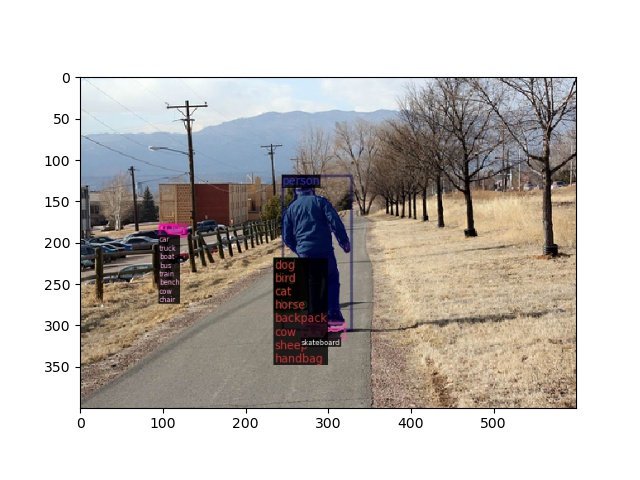 0
50
100
person
150
200
car
truck
boat
bus
train
bench
cow
chair
dog
bird
cat
horse
backpack
cow
sheep
handbag
250
300
skateboard
350
0
100
200
300
400
500